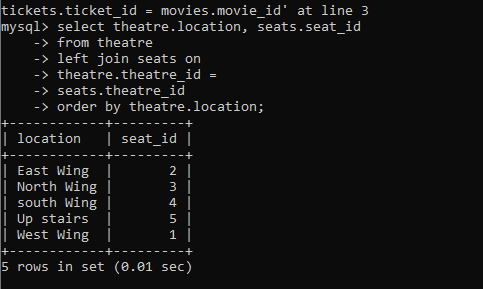 tickets.ticket_id = movies.movie_id' at line 3
mysql> select theatre.location, seats.seat_id
    -> from theatre
    -> left join seats on
    -> theatre.theatre_id =
    -> seats.theatre_id
    -> order by theatre.location;
+------------+---------+
| location   | seat_id |
+------------+---------+
| East Wing  |       2 |
| North Wing |       3 |
| south Wing |       4 |
| Up stairs  |       5 |
| West Wing  |       1 |
+------------+---------+
5 rows in set (0.01 sec)